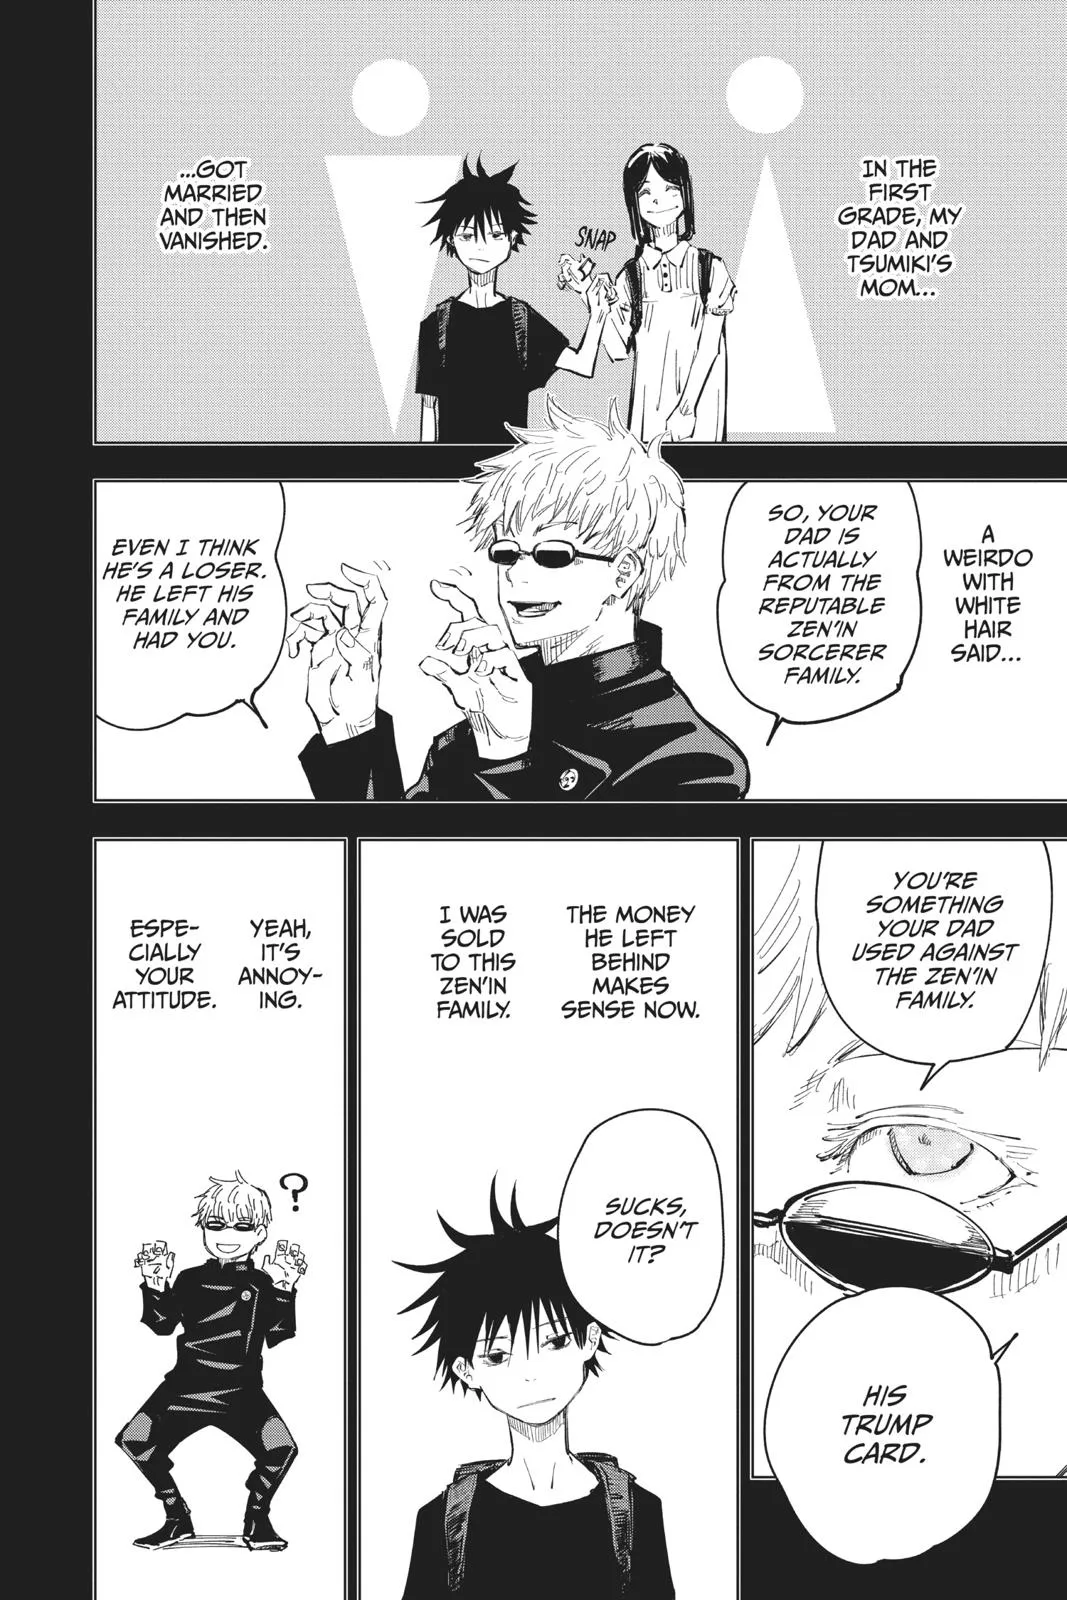 IN THE
FIRST
GRADE, MY
DAD AND
TSUMIKI'S
MOM...
SNAP
...GOT
MARRIED
AND THEN
VANISHED.
A
WEIRDO
WITH
WHITE
HAIR
SAID...
SO, YOUR
DAD IS
ACTUALLY
FROM THE
REPUTABLE
ZEN'IN
SORCERER
FAMILY.
EVEN I THINK
HE'S A LOSER.
HE LEFT HIS
FAMILY AND
HAD YOU.
YOU'RE
SOMETHING
YOUR DAD
USED AGAINST
THE ZEN'IN
FAMILY.
HIS
TRUMP
CARD.
THE MONEY
HE LEFT
BEHIND
MAKES
SENSE NOW.
I WAS
SOLD
TO THIS
ZEN'IN
FAMILY.
SUCKS,
DOESN'T
IT?
YEAH,
IT'S
ANNOY-
ING.
ESPE-
CIALLY
YOUR
ATTITUDE.
?